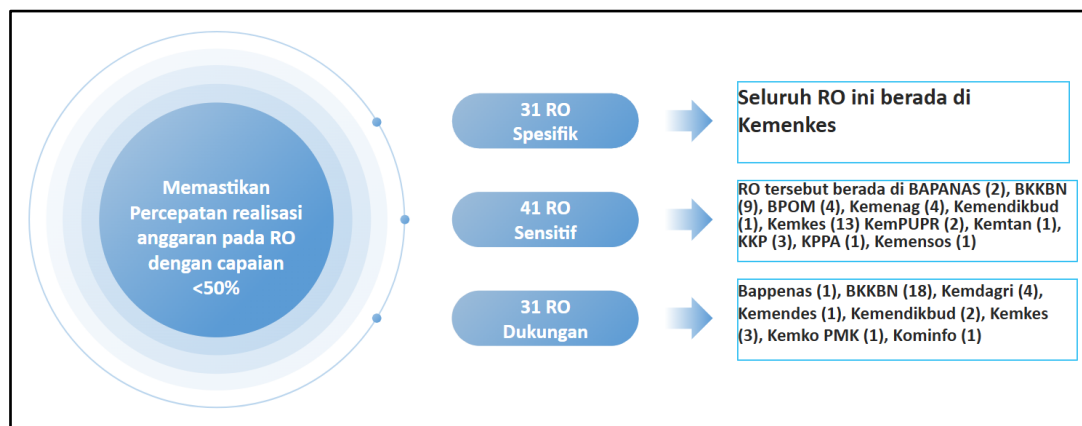 Memastikan
Percepatan realisasi
anggaran pada RO
dengan capaian
<50%
31 RO
Spesifik
Seluruh RO ini berada di
Kemenkes
41 RO
Sensitif
RO tersebut berada di BAPANAS (2), BKKBN
(9), BPOM (4), Kemenag (4), Kemendikbud
(1), Kemkes (13) KemPUPR (2), Kemtan (1),
KKP (3), KPPA (1), Kemensos (1)
31 RO
Dukungan
Bappenas (1), BKKBN (18), Kemdagri (4),
Kemendes (1), Kemendikbud (2), Kemkes
(3), Kemko PMK (1), Kominfo (1)